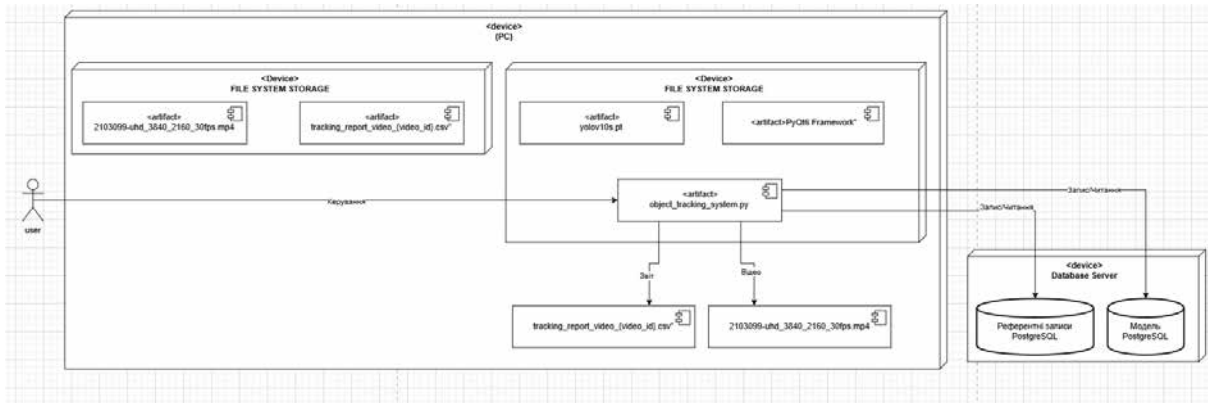 <device>
(PC)
<Device>
FILE SYSTEM STORAGE
<artifact>
2103099-uhd_3840_2160_30fps.mp4
<artifact>
tracking_report_video_{video_id}.csv"
<Device>
FILE SYSTEM STORAGE
<artifact>
yolov10s.pt
<artifact>PyQt6 Framework"
user
Керування
<artifact>
object_tracking_system.py
Запис/Читання
Запис/Читання
Звіт
Відео
tracking_report_video_{video_id}.csv"
2103099-uhd_3840_2160_30fps.mp4
<device>
Database Server
Референтні записи
PostgreSQL
Модель
PostgreSQL